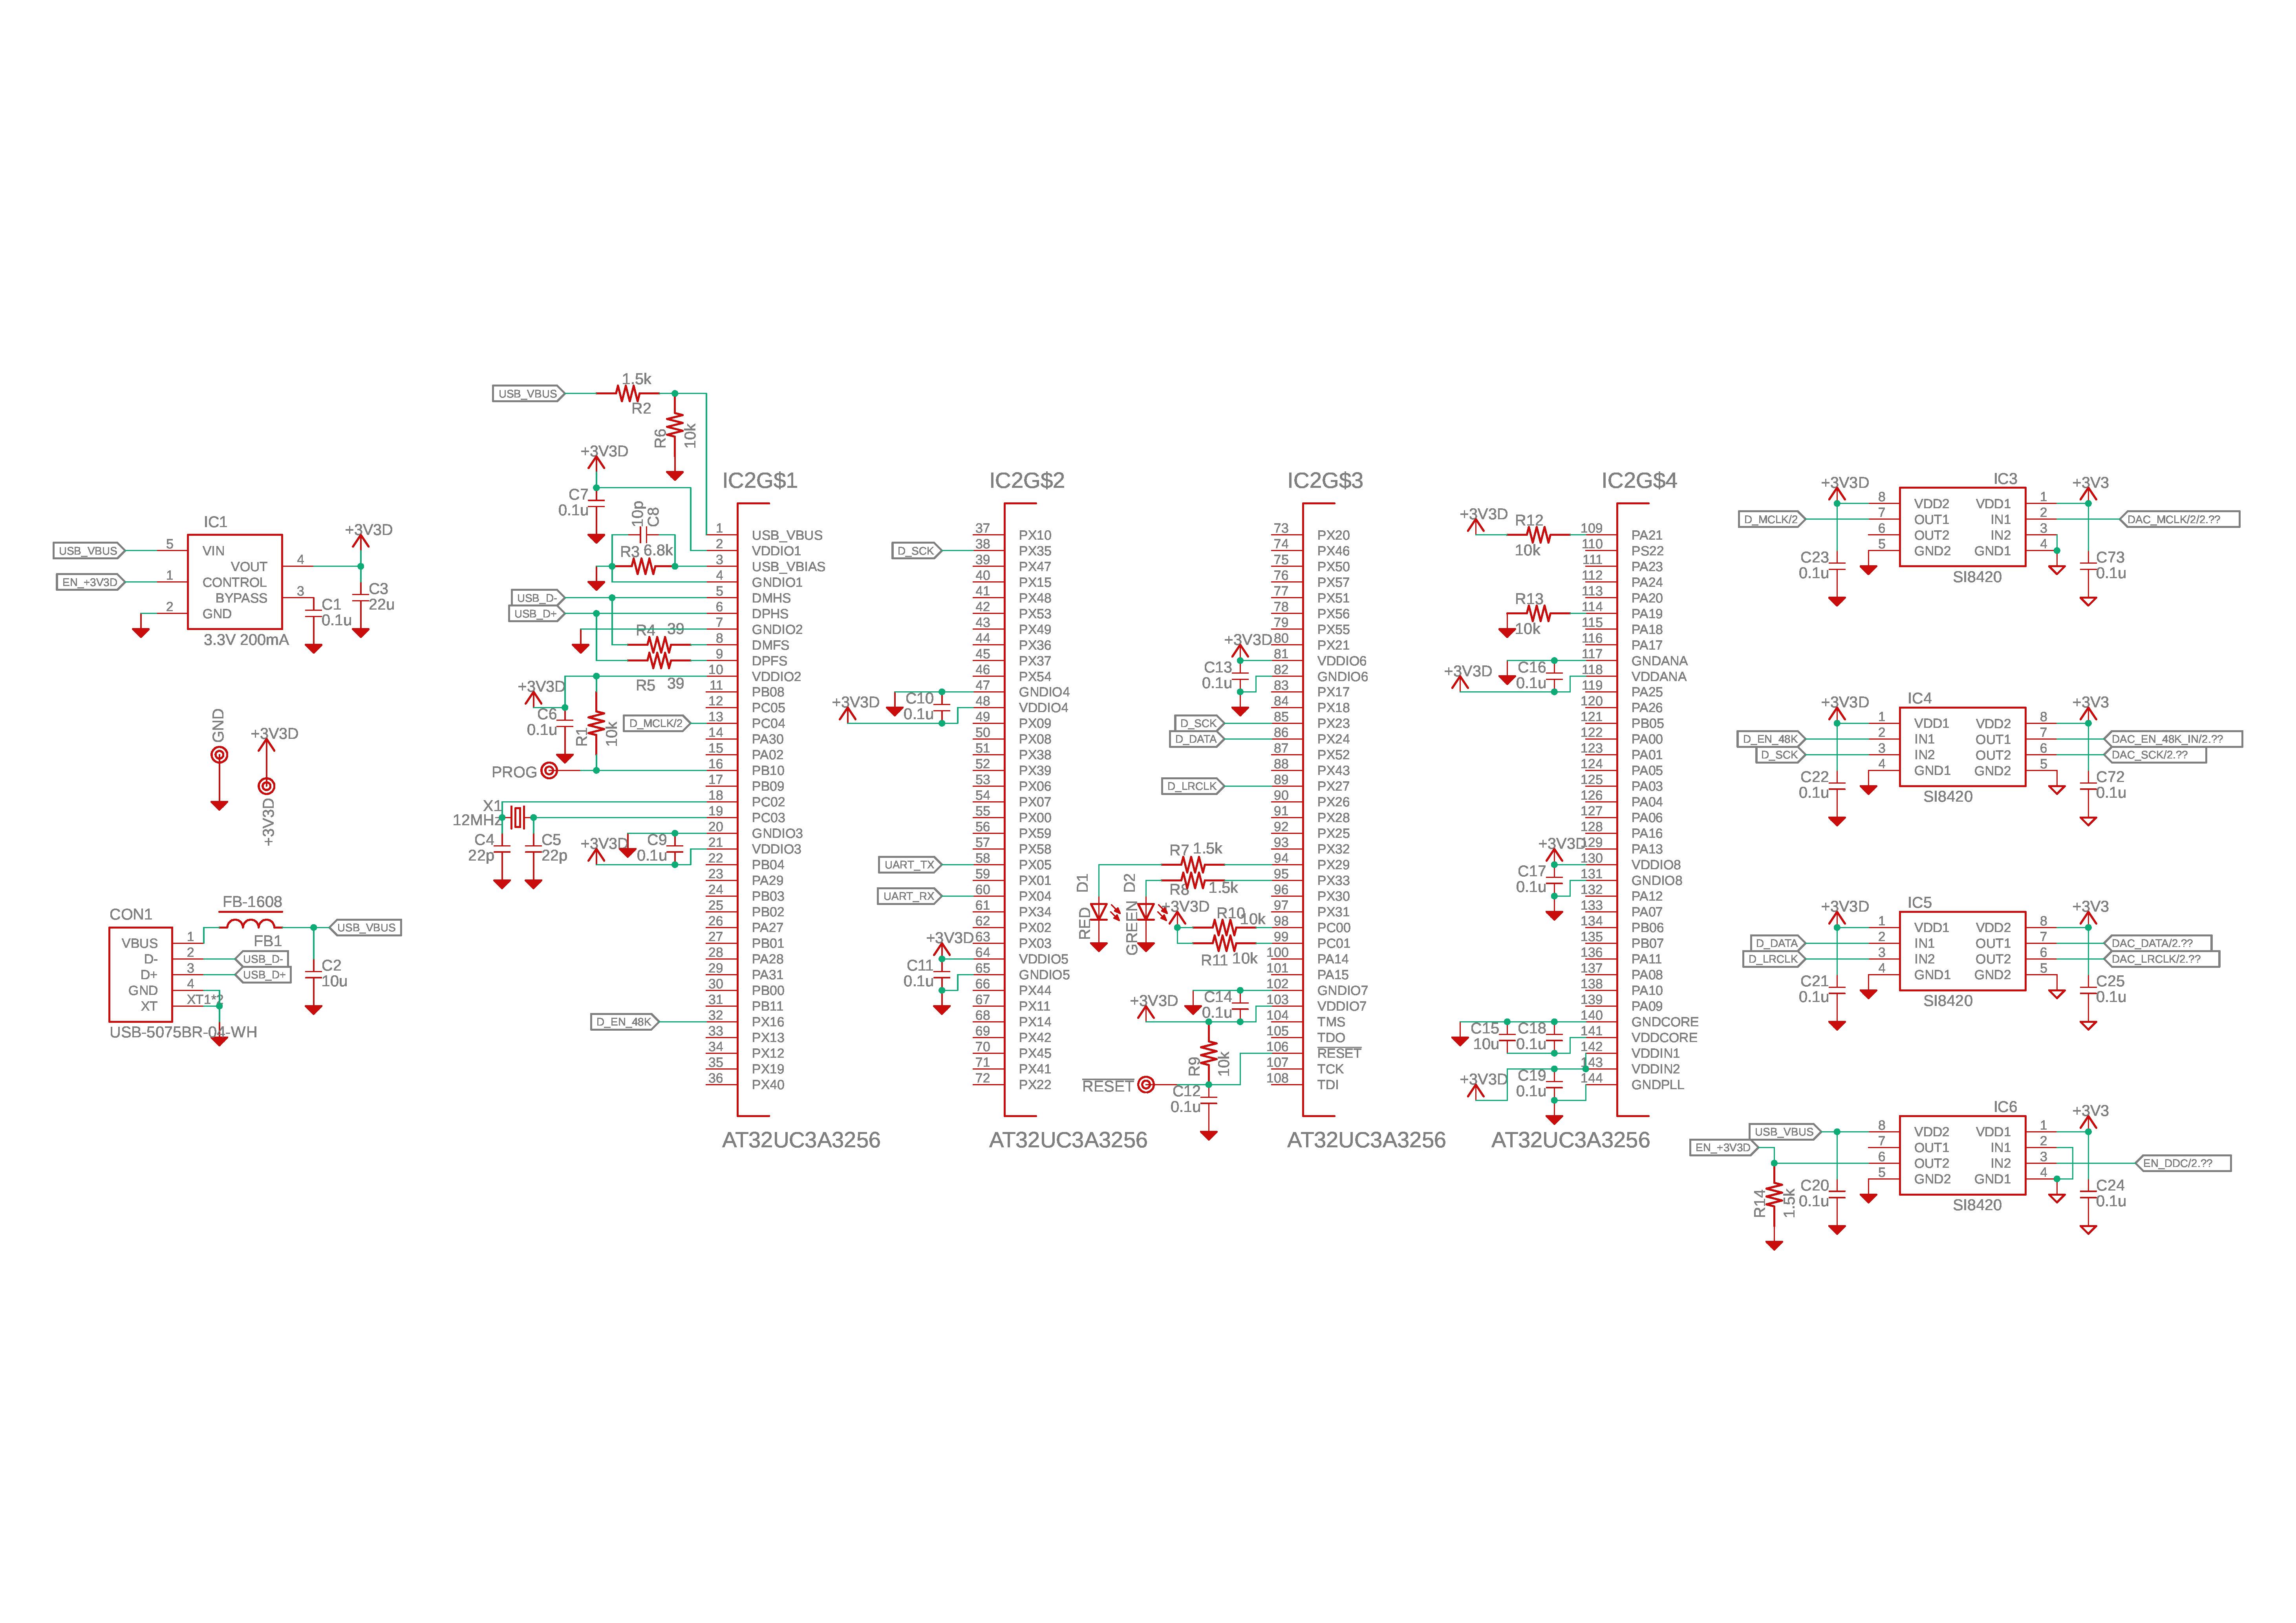 IC1
USB_VBUS
5
VIN
+3V3D
4
VOUT
EN_+3V3D
1
CONTROL
3
BYPASS
2
GND
C1
0.1u
C3
22u
3.3V 200mA
GND
+3V3D
+3V3D
CON1
FB-1608
FB1
USB_VBUS
VBUS
1
D-
2
USB_D-
D+
3
USB_D+
GND
4
XT
XT1*2
C2
10u
USB-5075BR-04-WH
USB_VBUS
1.5k
R2
R6
10k
+3V3D
C7
0.1u
10p
C8
R3
6.8k
USB_D-
USB_D+
R4
39
R5
39
+3V3D
C6
0.1u
R1
10k
D_MCLK/2
PROG
X1
12MHz
C4
22p
C5
22p
+3V3D
C9
0.1u
D_EN_48K
IC2G$1
1 USB_VBUS
2 VDDIO1
3 USB_VBIAS
4 GNDIO1
5 DMHS
6 DPHS
7 GNDIO2
8 DMFS
9 DPFS
10 VDDIO2
11 PB08
12 PC05
13 PC04
14 PA30
15 PA02
16 PB10
17 PB09
18 PC02
19 PC03
20 GNDIO3
21 VDDIO3
22 PB04
23 PA29
24 PB03
25 PB02
26 PA27
27 PB01
28 PA28
29 PA31
30 PB00
31 PB11
32 PX16
33 PX13
34 PX12
35 PX19
36 PX40
AT32UC3A3256
IC2G$2
D_SCK
+3V3D
C10
0.1u
UART_TX
UART_RX
+3V3D
C11
0.1u
37 PX10
38 PX35
39 PX47
40 PX15
41 PX48
42 PX53
43 PX49
44 PX36
45 PX37
46 PX54
47 GNDIO4
48 VDDIO4
49 PX09
50 PX08
51 PX38
52 PX39
53 PX06
54 PX07
55 PX00
56 PX59
57 PX58
58 PX05
59 PX01
60 PX04
61 PX34
62 PX02
63 PX03
64 VDDIO5
65 GNDIO5
66 PX44
67 PX11
68 PX14
69 PX42
70 PX45
71 PX41
72 PX22
AT32UC3A3256
IC2G$3
+3V3D
C13
0.1u
D_SCK
D_DATA
D_LRCLK
R7
1.5k
R8
1.5k
D1
RED
D2
GREEN
+3V3D
R10
10k
R11
10k
+3V3D
C14
0.1u
R9
10k
RESET
C12
0.1u
73 PX20
74 PX46
75 PX50
76 PX57
77 PX51
78 PX56
79 PX55
80 PX21
81 VDDIO6
82 GNDIO6
83 PX17
84 PX18
85 PX23
86 PX24
87 PX52
88 PX43
89 PX27
90 PX26
91 PX28
92 PX25
93 PX32
94 PX29
95 PX33
96 PX30
97 PX31
98 PC00
99 PC01
100 PA14
101 PA15
102 GNDIO7
103 VDDIO7
104 TMS
105 TDO
106 RESET
107 TCK
108 TDI
AT32UC3A3256
IC2G$4
+3V3D
R12
10k
R13
10k
+3V3D
C16
0.1u
+3V3D
C17
0.1u
C15
10u
C18
0.1u
+3V3D
C19
0.1u
109 PA21
110 PS22
111 PA23
112 PA24
113 PA20
114 PA19
115 PA18
116 PA17
117 GNDANA
118 VDDANA
119 PA25
120 PA26
121 PB05
122 PA00
123 PA01
124 PA05
125 PA03
126 PA04
127 PA06
128 PA16
129 PA13
130 VDDIO8
131 GNDIO8
132 PA12
133 PA07
134 PB06
135 PB07
136 PA11
137 PA08
138 PA10
139 PA09
140 GNDCORE
141 VDDCORE
142 VDDIN1
143 VDDIN2
144 GNDPLL
AT32UC3A3256
IC3
+3V3D
+3V3
8 VDD2 VDD1 1
D_MCLK/2
7 OUT1 IN1 2
DAC_MCLK/2/2.??
6 OUT2 IN2 3
5 GND2 GND1 4
C23
0.1u
C73
0.1u
SI8420
IC4
+3V3D
+3V3
1 VDD1 VDD2 8
D_EN_48K
2 IN1 OUT1 7
DAC_EN_48K_IN/2.??
D_SCK
3 IN2 OUT2 6
DAC_SCK/2.??
4 GND1 GND2 5
C22
0.1u
C72
0.1u
SI8420
IC5
+3V3D
+3V3
1 VDD1 VDD2 8
D_DATA
2 IN1 OUT1 7
DAC_DATA/2.??
D_LRCLK
3 IN2 OUT2 6
DAC_LRCLK/2.??
4 GND1 GND2 5
C21
0.1u
C25
0.1u
SI8420
IC6
+3V3
USB_VBUS
8 VDD2 VDD1 1
EN_+3V3D
7 OUT1 IN1 2
6 OUT2 IN2 3
EN_DDC/2.??
5 GND2 GND1 4
R14
1.5k
C20
0.1u
C24
0.1u
SI8420